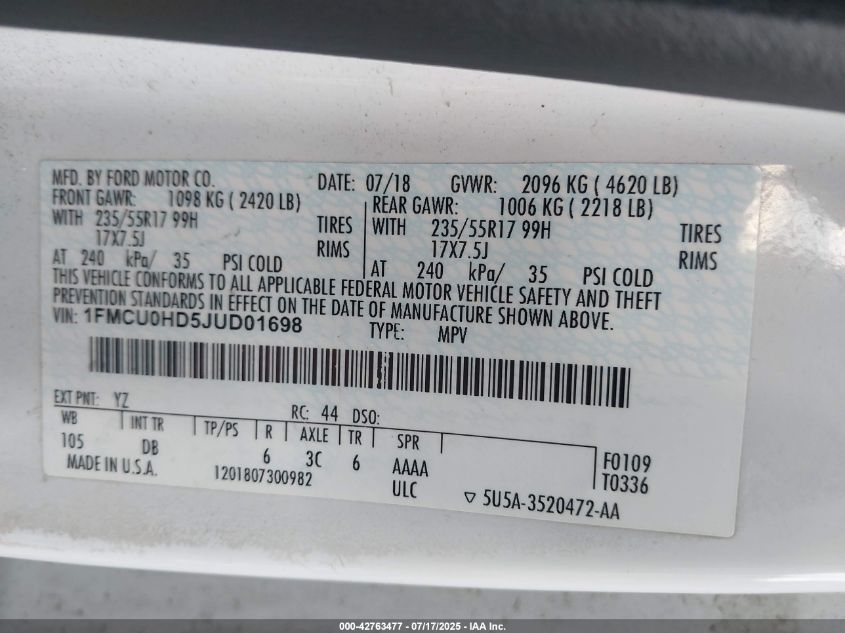 MFD. BY FORD MOTOR CO. DATE: 07/18 GVWR: 2096 KG ( 4620 LB)
FRONT GAWR: 1098 KG ( 2420 LB) REAR GAWR: 1006 KG ( 2218 LB)
WITH 235/55R17 99H TIRES WITH 235/55R17 99H TIRES
17X7.5J RIMS 17X7.5J RIMS
AT 240 kPa/ 35 PSI COLD AT 240 kPa/ 35 PSI COLD
THIS VEHICLE CONFORMS TO ALL APPLICABLE FEDERAL MOTOR VEHICLE SAFETY AND THEFT
PREVENTION STANDARDS IN EFFECT ON THE DATE OF MANUFACTURE SHOWN ABOVE.
VIN: 1FMCU0HD5JUD01698 TYPE: MPV
EXT PNT: YZ RC: 44 DSO:
WB INT TR TP/PS R AXLE TR SPR
105 DB 6 3C 6 AAAA F0109
MADE IN U.S.A. 1201807300982 ULC T0336
5U5A-3520472-AA
000-42763477 - 07/17/2025 - IAA Inc.